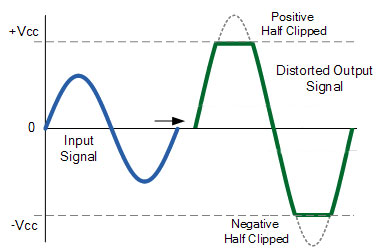 +Vcc
Positive
Half Clipped
Distorted Output
Signal
0
Input
Signal
-Vcc
Negative
Half Clipped